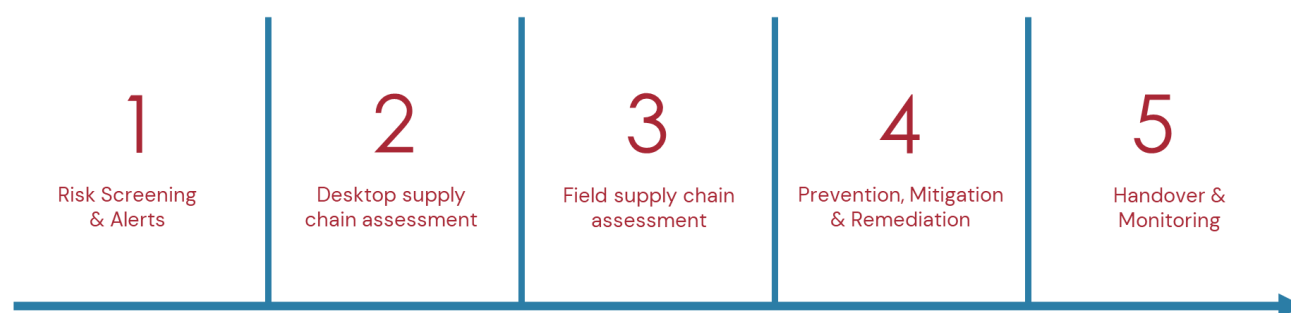 1
Risk Screening
& Alerts
2
Desktop supply
chain assessment
3
Field supply chain
assessment
4
Prevention, Mitigation
& Remediation
5
Handover &
Monitoring